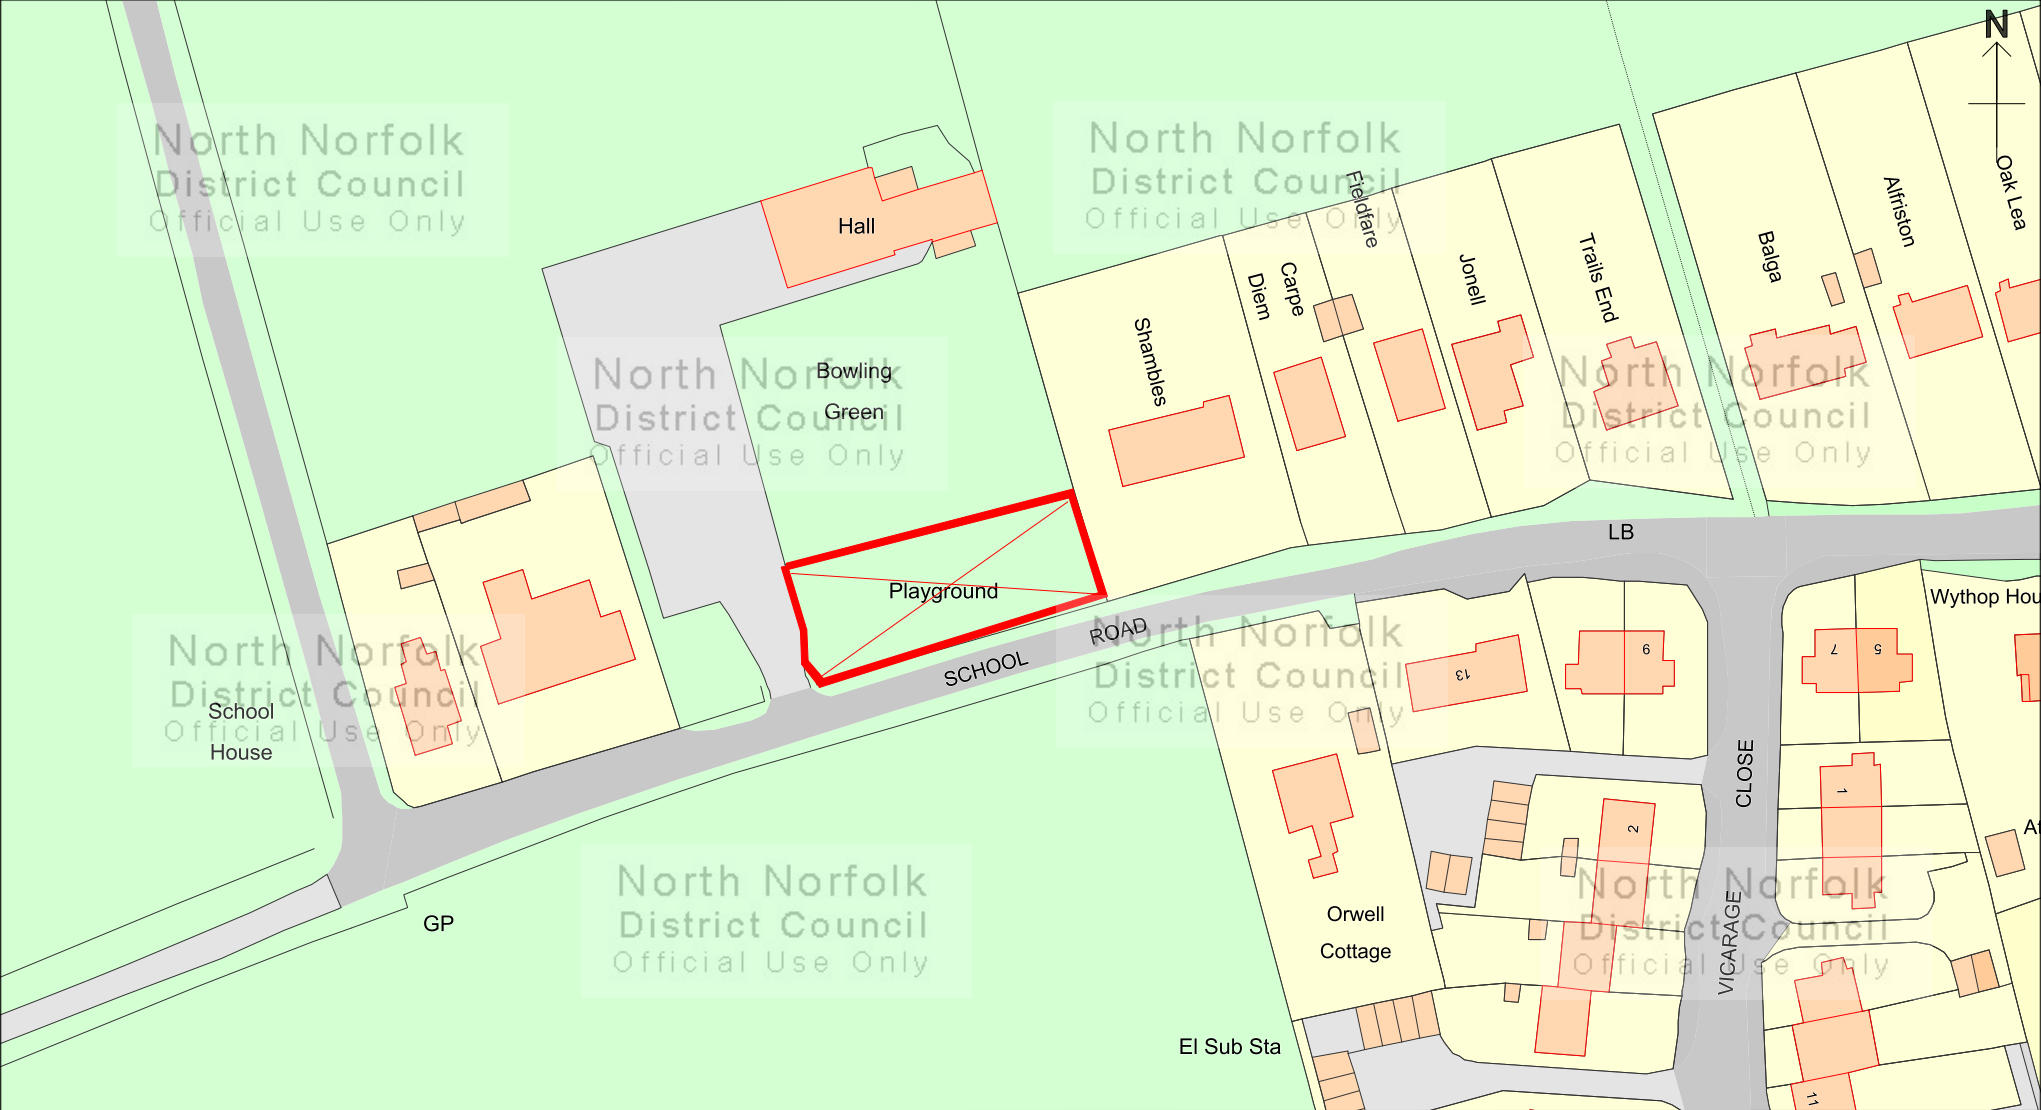 N
North Norfolk
District Council
Official Use Only
North Norfolk
District Council
Official Use Only
Hall
Fieldfare
Alfriston
Oak Lea
Balga
Trails End
Jonell
Carpe
Diem
Shambles
North Norfolk
District Council
Official Use Only
Bowling
Green
North Norfolk
District Council
Official Use Only
LB
Playground
SCHOOL ROAD
Wythop Hou
North Norfolk
District Council
Official Use Only
School
House
North Norfolk
District Council
Official Use Only
13
9
7
5
1
2
VICARAGE CLOSE
North Norfolk
District Council
Official Use Only
GP
Orwell
Cottage
North Norfolk
District Council
Official Use Only
El Sub Sta
11